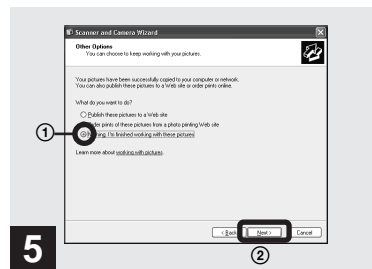 Scanner and Camera Wizard
Other Options
You can choose to keep working with your pictures.
Your pictures have been successfully copied to your computer or network.
You can also publish these pictures to a Web site or order prints online.
What do you want to do?
Publish these pictures to a Web site
prints of these pictures from a photo printing Web site
①
I'm finished working with these pictures
Learn more about working with pictures.
< Back Next > Cancel
5
②